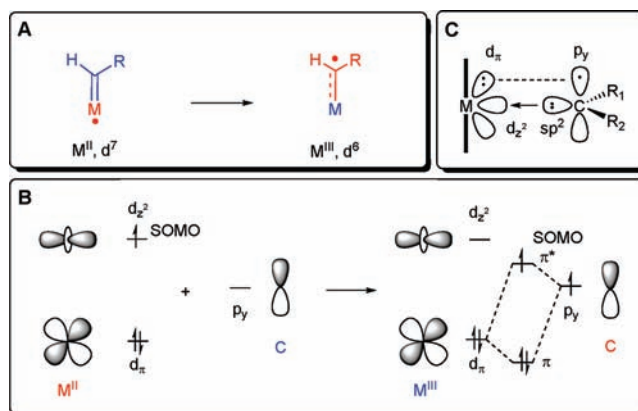 A
H R
M
M^II, d^7
H R
M
M^III, d^6
C
d_π p_y
M C R_1
R_2
d_z^2 sp^2
B
d_z^2
SOMO
+
p_y
d_π
C
M^II
d_z^2
SOMO
π*
p_y
d_π
π
M^III
C